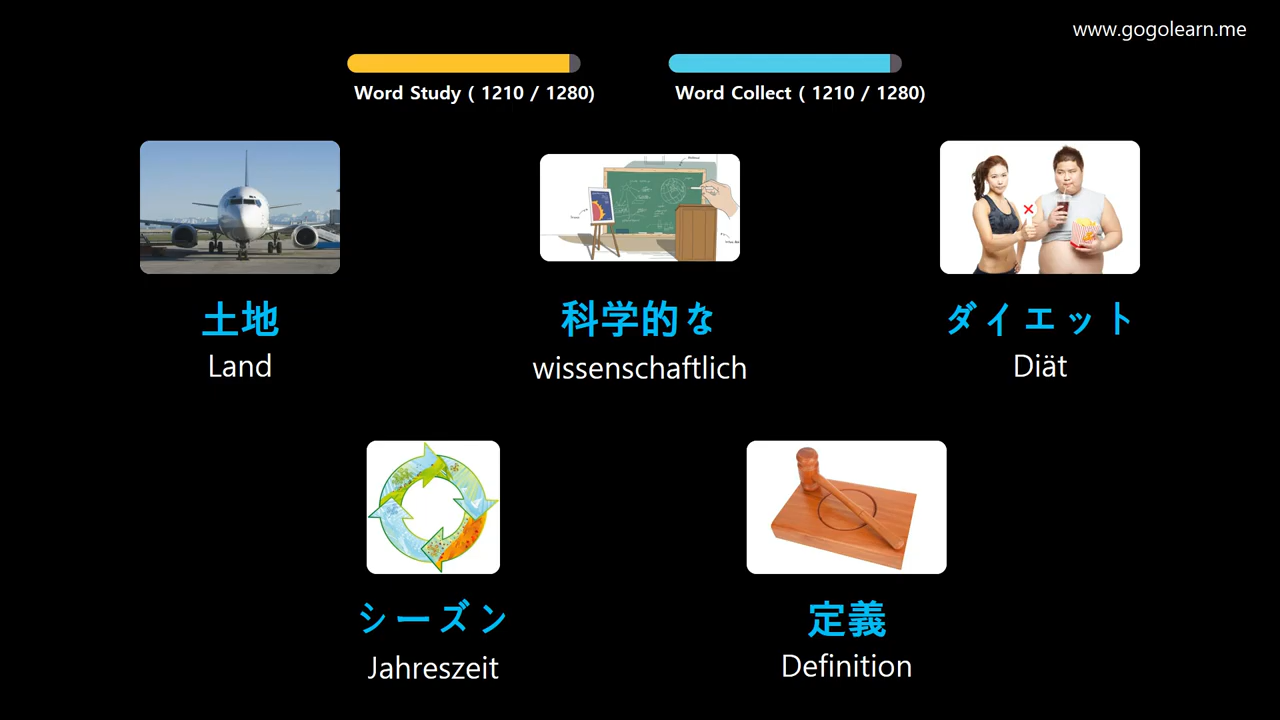 www.gogolearn.me
Word Study ( 1210 / 1280)
Word Collect ( 1210 / 1280)
土地
Land
科学的な
wissenschaftlich
ダイエット
Diät
シーズン
Jahreszeit
定義
Definition